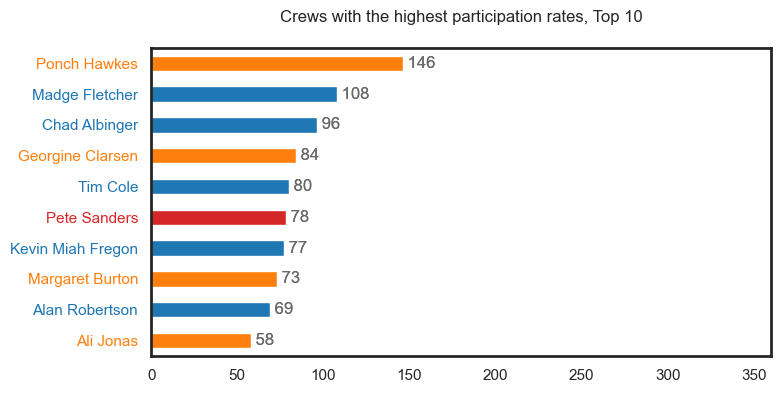 Crews with the highest participation rates, Top 10
Ponch Hawkes 146
Madge Fletcher 108
Chad Albinger 96
Georgine Clarsen 84
Tim Cole 80
Pete Sanders 78
Kevin Miah Fregon 77
Margaret Burton 73
Alan Robertson 69
Ali Jonas 58
0 50 100 150 200 250 300 350